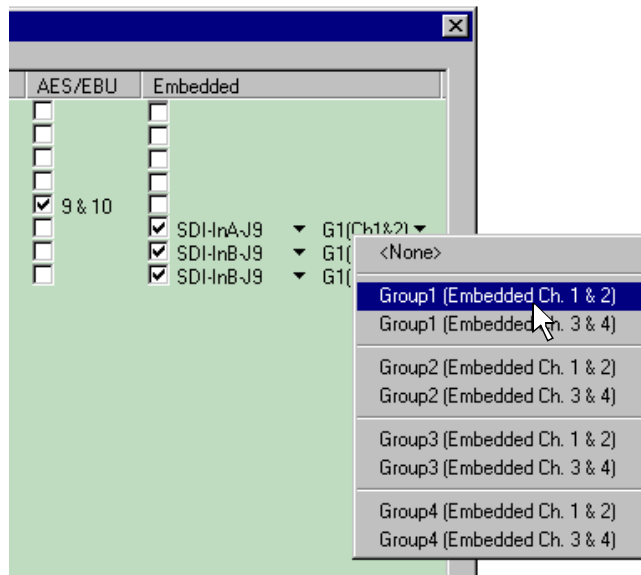 AES/EBU Embedded
9 & 10
SDI-InA-J9 G1(Ch1&2)
SDI-InB-J9 G1(
SDI-InB-J9 G1(
<None>
Group1 (Embedded Ch. 1 & 2)
Group1 (Embedded Ch. 3 & 4)
Group2 (Embedded Ch. 1 & 2)
Group2 (Embedded Ch. 3 & 4)
Group3 (Embedded Ch. 1 & 2)
Group3 (Embedded Ch. 3 & 4)
Group4 (Embedded Ch. 1 & 2)
Group4 (Embedded Ch. 3 & 4)